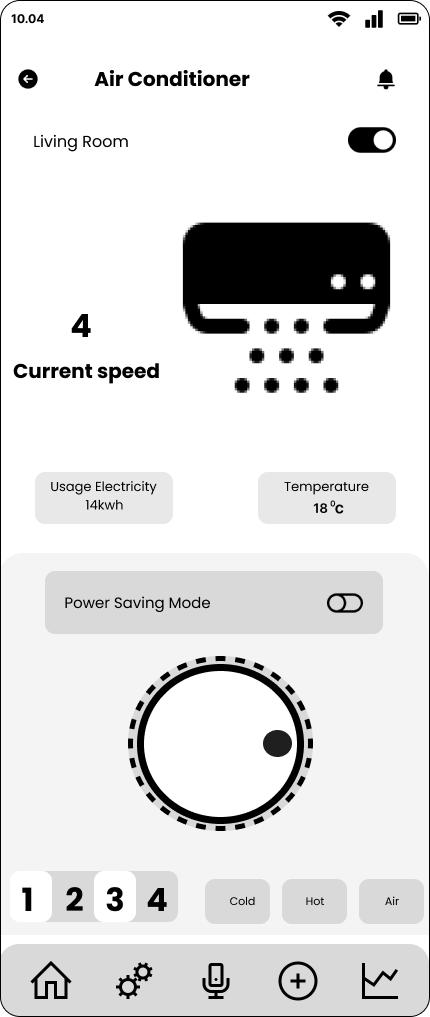 10.04
Air Conditioner
Living Room
4
Current speed
Usage Electricity
14kwh
Temperature
18 ⁰C
Power Saving Mode
1 2 3 4
Cold
Hot
Air